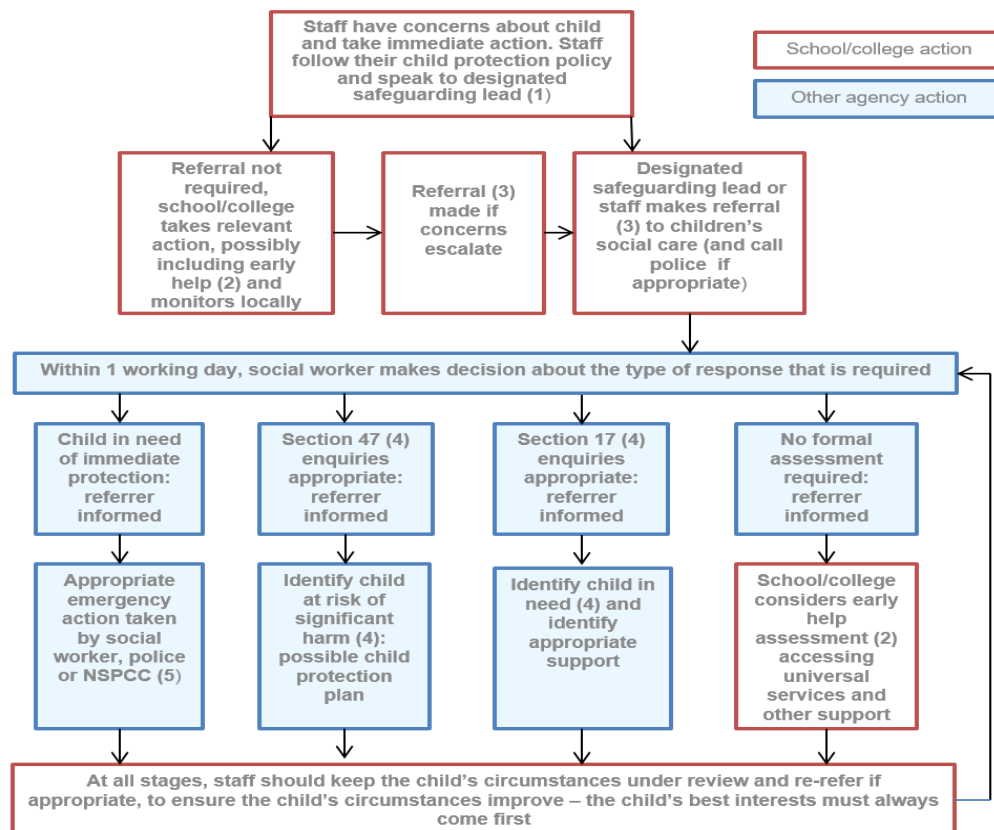 Staff have concerns about child
and take immediate action. Staff
follow their child protection policy
and speak to designated
safeguarding lead (1)
School/college action
Other agency action
Referral not
required,
school/college
takes relevant
action, possibly
including early
help (2) and
monitors locally
Referral (3)
made if
concerns
escalate
Designated
safeguarding lead or
staff makes referral
(3) to children’s
social care (and call
police if
appropriate)
Within 1 working day, social worker makes decision about the type of response that is required
Child in need
of immediate
protection:
referrer
informed
Section 47 (4)
enquiries
appropriate:
referrer
informed
Section 17 (4)
enquiries
appropriate:
referrer
informed
No formal
assessment
required:
referrer
informed
Appropriate
emergency
action taken
by social
worker, police
or NSPCC (5)
Identify child
at risk of
significant
harm (4):
possible child
protection
plan
Identify child in
need (4) and
identify
appropriate
support
School/college
considers early
help
assessment (2)
accessing
universal
services and
other support
At all stages, staff should keep the child’s circumstances under review and re-refer if
appropriate, to ensure the child’s circumstances improve – the child’s best interests must always
come first